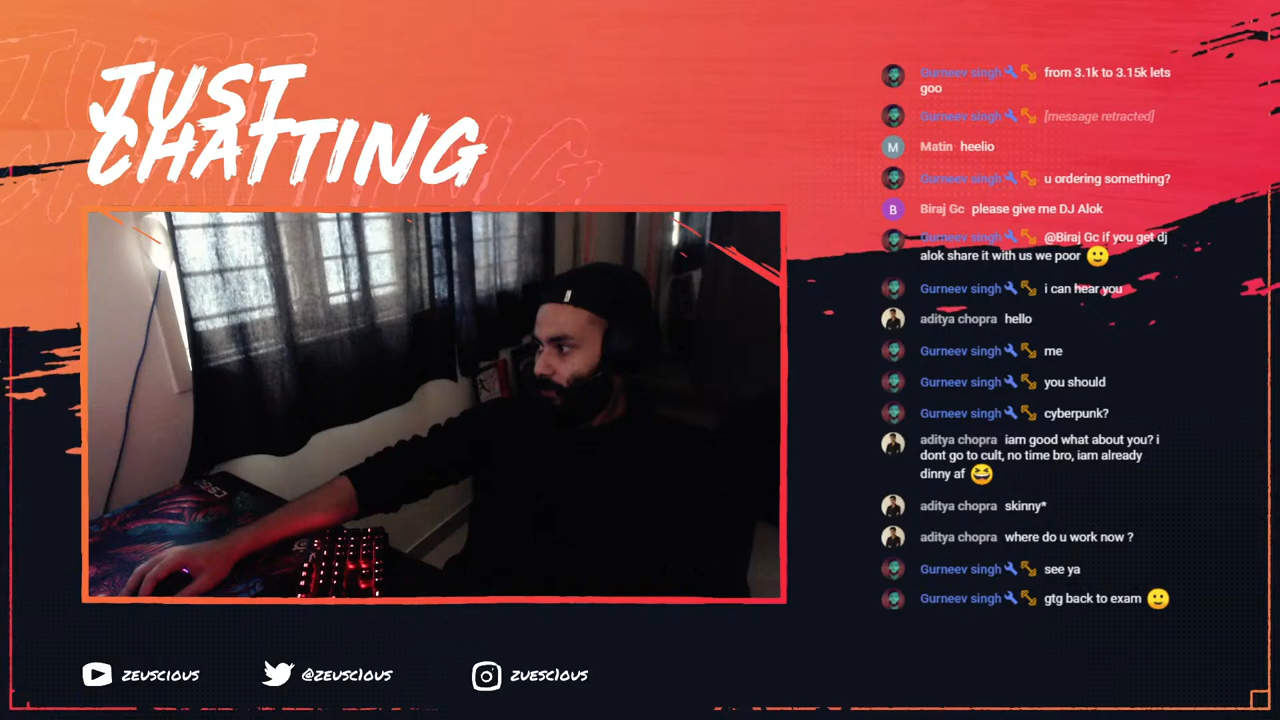 JUST
CHATTING
Gurneev singh from 3.1k to 3.15k lets
goo
Gurneev singh [message retracted]
M Matin heelio
Gurneev singh u ordering something?
B Biraj Gc please give me DJ Alok
Gurneev singh @Biraj Gc if you get dj
alok share it with us we poor 🙂
Gurneev singh i can hear you
aditya chopra hello
Gurneev singh me
Gurneev singh you should
Gurneev singh cyberpunk?
aditya chopra iam good what about you? i
dont go to cult, no time bro, iam already
dinny af 😆
aditya chopra skinny*
aditya chopra where do u work now ?
Gurneev singh see ya
Gurneev singh gtg back to exam 🙂
CS:GO
ZEUSCIOUS @ZEUSC1OUS ZUESC1OUS